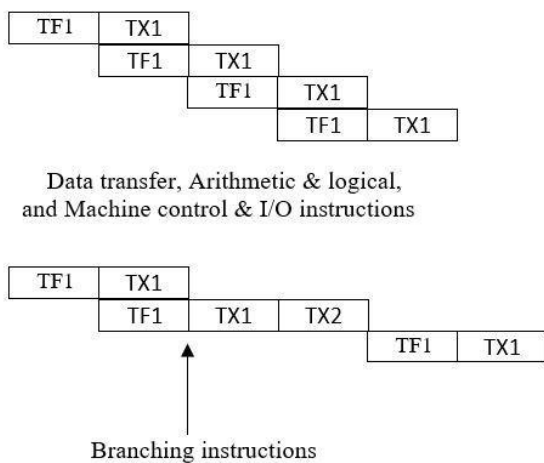 TF1 TX1
TF1 TX1
TF1 TX1
TF1 TX1
Data transfer, Arithmetic & logical,
and Machine control & I/O instructions
TF1 TX1
TF1 TX1 TX2
TF1 TX1
Branching instructions